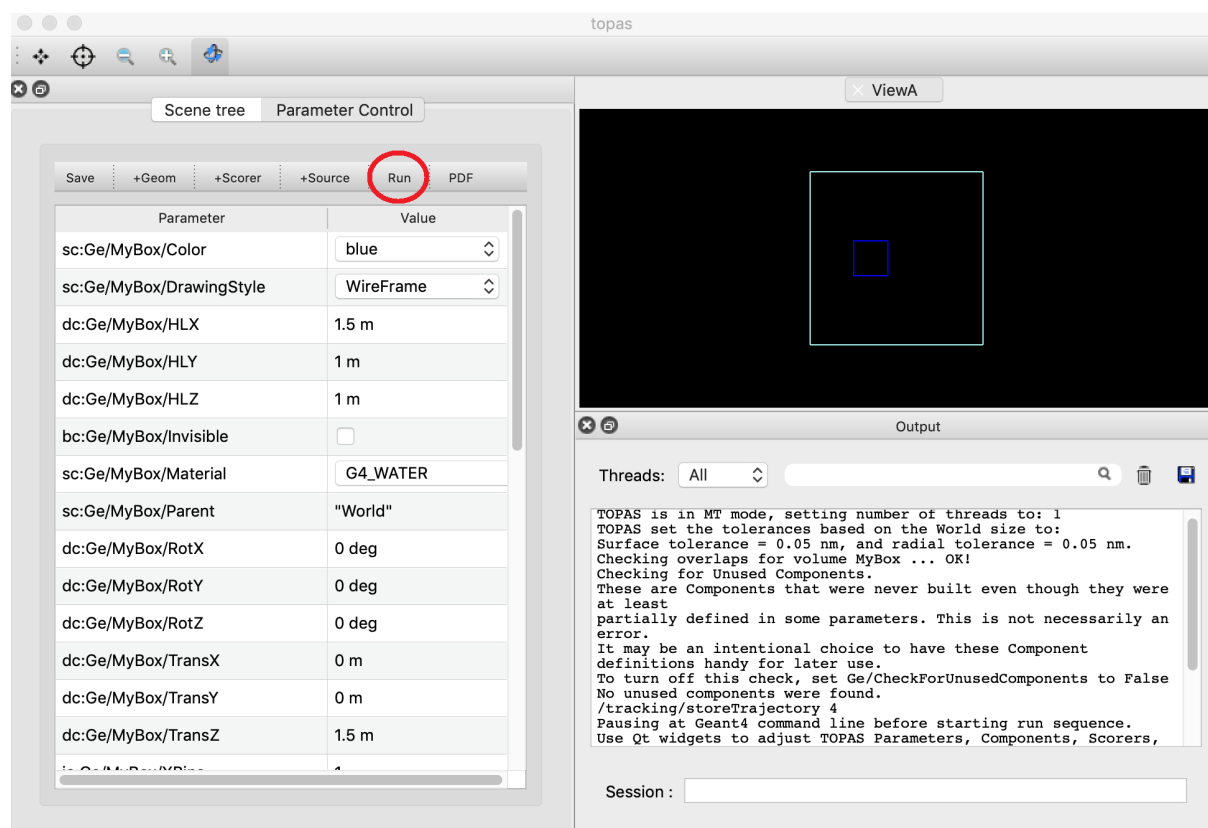 topas
Scene tree Parameter Control
ViewA
Save +Geom +Scorer +Source Run PDF
Parameter Value
sc:Ge/MyBox/Color blue
sc:Ge/MyBox/DrawingStyle WireFrame
dc:Ge/MyBox/HLX 1.5 m
dc:Ge/MyBox/HLY 1 m
dc:Ge/MyBox/HLZ 1 m
bc:Ge/MyBox/Invisible
sc:Ge/MyBox/Material G4_WATER
sc:Ge/MyBox/Parent "World"
dc:Ge/MyBox/RotX 0 deg
dc:Ge/MyBox/RotY 0 deg
dc:Ge/MyBox/RotZ 0 deg
dc:Ge/MyBox/TransX 0 m
dc:Ge/MyBox/TransY 0 m
dc:Ge/MyBox/TransZ 1.5 m
Output
Threads: All
TOPAS is in MT mode, setting number of threads to: 1
TOPAS set the tolerances based on the World size to:
Surface tolerance = 0.05 nm, and radial tolerance = 0.05 nm.
Checking overlaps for volume MyBox ... OK!
Checking for Unused Components.
These are Components that were never built even though they were
at least
partially defined in some parameters. This is not necessarily an
error.
It may be an intentional choice to have these Component
definitions handy for later use.
To turn off this check, set Ge/CheckForUnusedComponents to False
No unused components were found.
/tracking/storeTrajectory 4
Pausing at Geant4 command line before starting run sequence.
Use Qt widgets to adjust TOPAS Parameters, Components, Scorers,
Session :